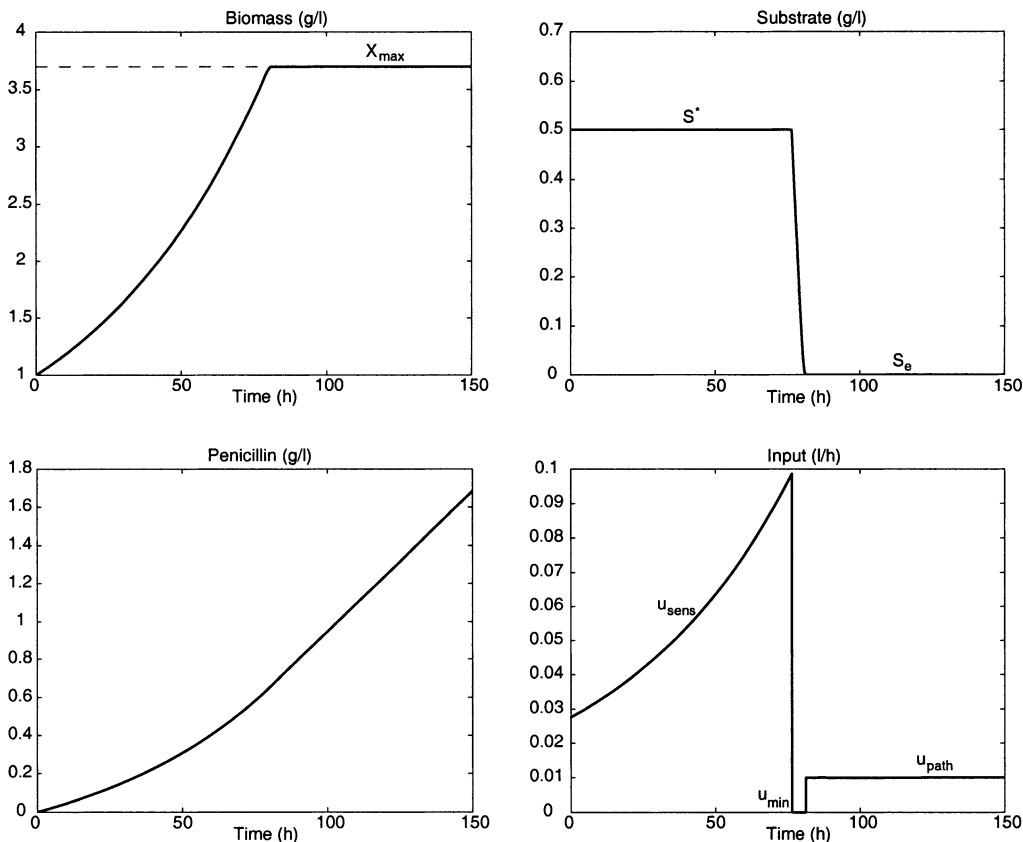 Biomass (g/l)
4
3.5
3
2.5
2
1.5
1
X_max
0 50 100 150
Time (h)
Substrate (g/l)
0.7
0.6
0.5
0.4
0.3
0.2
0.1
0
S*
S_e
0 50 100 150
Time (h)
Penicillin (g/l)
1.8
1.6
1.4
1.2
1
0.8
0.6
0.4
0.2
0
0 50 100 150
Time (h)
Input (l/h)
0.1
0.09
0.08
0.07
0.06
0.05
0.04
0.03
0.02
0.01
0
u_sens
u_path
u_min
0 50 100 150
Time (h)